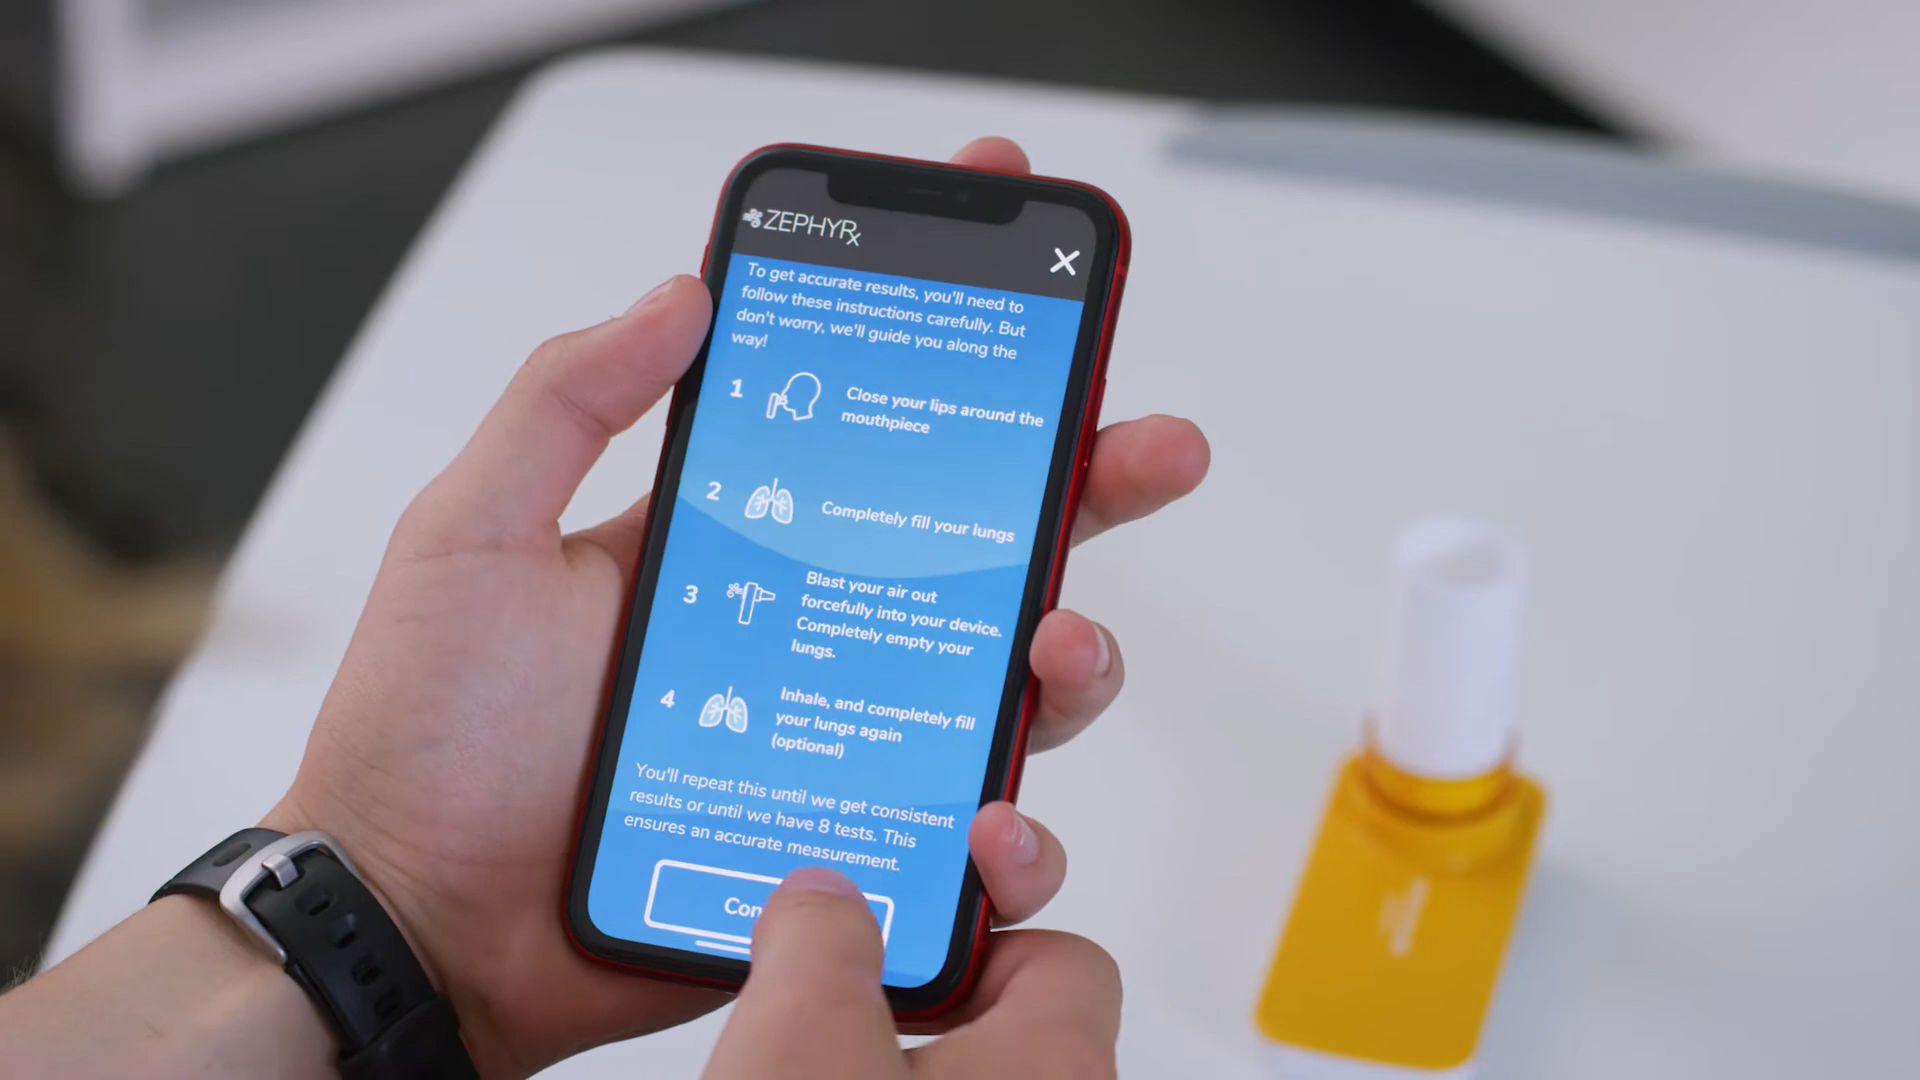 ZEPHYRx
To get accurate results, you'll need to
follow these instructions carefully. But
don't worry, we'll guide you along the
way!
1
Close your lips around the
mouthpiece
2
Completely fill your lungs
3
Blast your air out
forcefully into your device.
Completely empty your
lungs.
4
Inhale, and completely fill
your lungs again
(optional)
You'll repeat this until we get consistent
results or until we have 8 tests. This
ensures an accurate measurement.